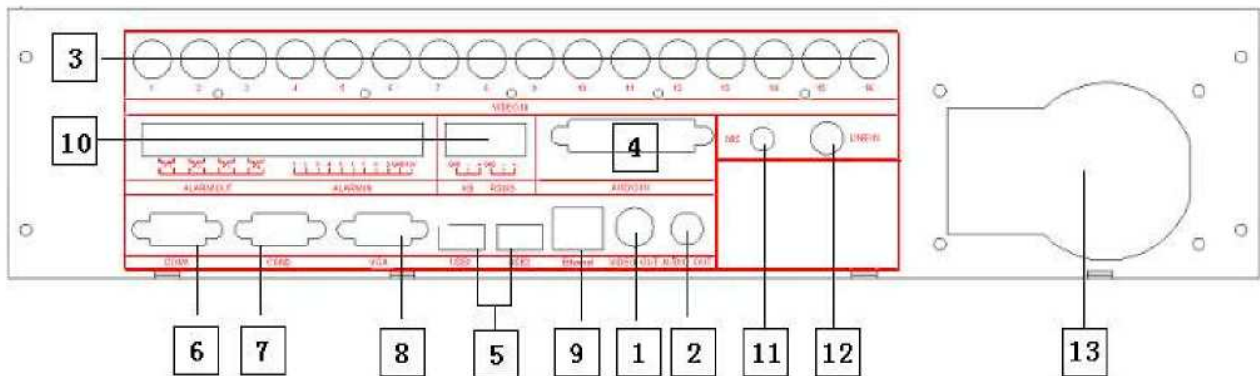 3
1 2 3 4 5 6 7 8 9 10 11 12 13 14 15 16
VIDEO IN
10
4
MIC
LINE IN
ALARM OUT
ALARM IN
KB
RS485
AUDIO IN
VGA
USB1
USB2
Ethernet
VIDEO OUT
AUDIO OUT
6
7
8
5
9
1
2
11
12
13